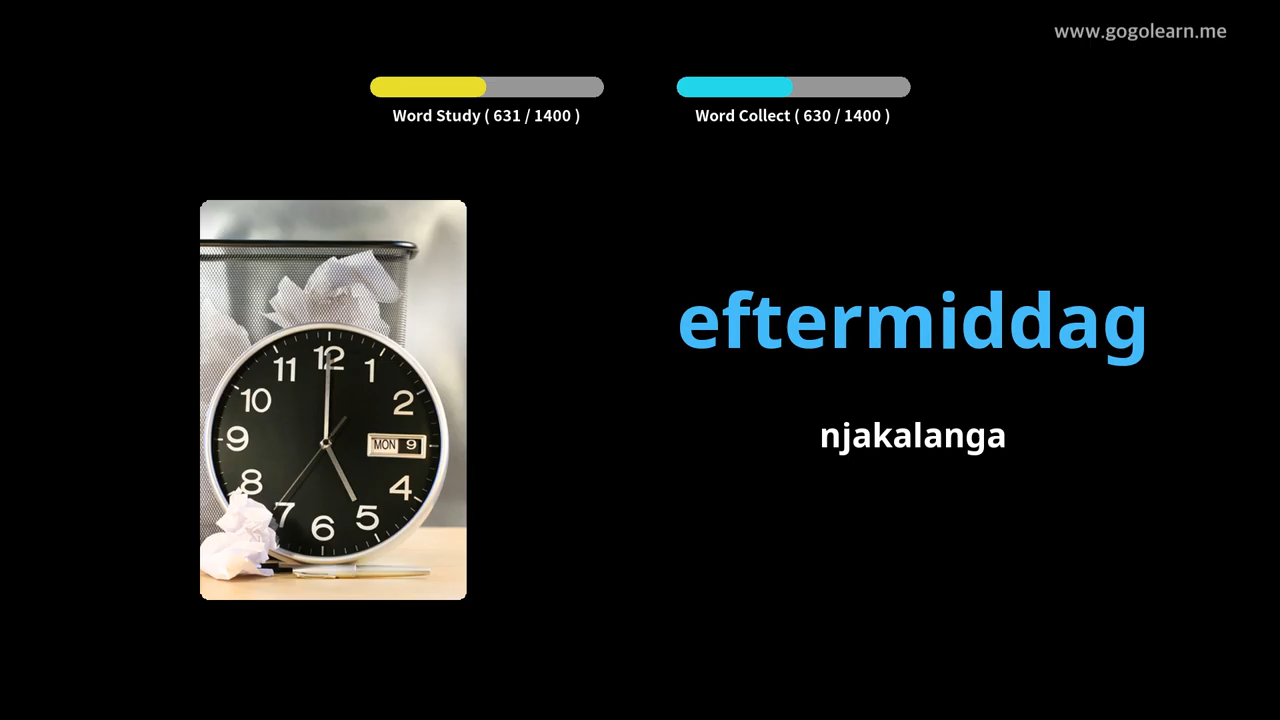 www.gogolearn.me
Word Study ( 631 / 1400 )
Word Collect ( 630 / 1400 )
eftermiddag
njakalanga
12
11
1
10
2
9
MON 9
8
4
7
5
6